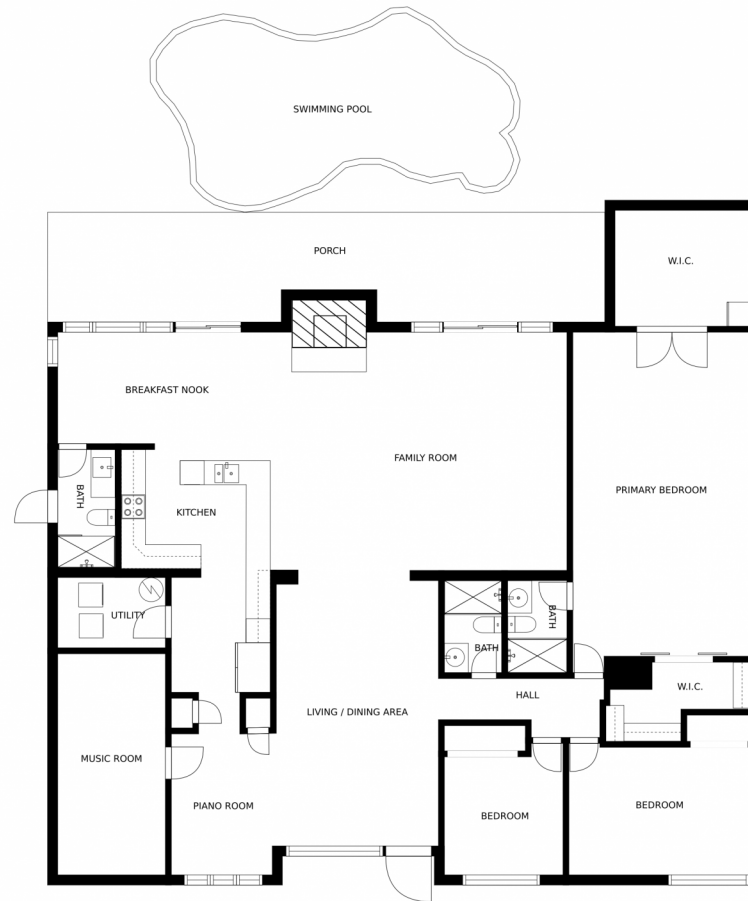 SWIMMING POOL
PORCH
W.I.C.
BREAKFAST NOOK
FAMILY ROOM
BATH
PRIMARY BEDROOM
KITCHEN
UTILITY
BATH
BATH
W.I.C.
HALL
LIVING / DINING AREA
MUSIC ROOM
PIANO ROOM
BEDROOM
BEDROOM